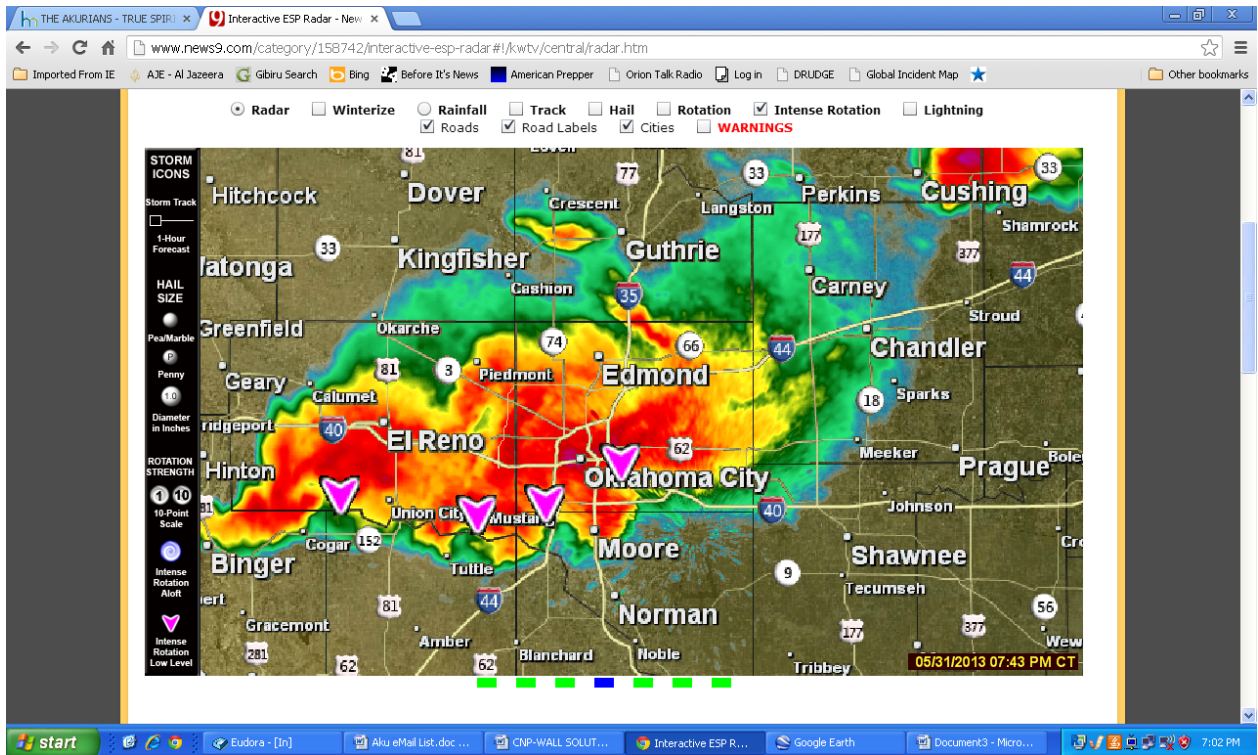 THE AKURIANS - TRUE SPIRI
Interactive ESP Radar - New
www.news9.com/category/158742/interactive-esp-radar#!/kwtv/central/radar.htm
Imported From IE AJE - Al Jazeera Gibiru Search Bing Before It's News American Prepper Orion Talk Radio Log in DRUDGE Global Incident Map Other bookmarks
Radar Winterize Rainfall Track Hail Rotation Intense Rotation Lightning
Roads Road Labels Cities WARNINGS
STORM
ICONS
Storm Track
1-Hour
Forecast
HAIL
SIZE
Pea/Marble
P
Penny
1.0
Diameter
in Inches
ROTATION
STRENGTH
1 10
10-Point
Scale
Intense
Rotation
Aloft
Intense
Rotation
Low Level
81 77 33 33
Hitchcock Dover Crescent Langston Perkins Cushing
Shamrock
33 177 377
atonga Kingfisher Guthrie
44
Cashion 35 Carney
Greenfield Okarche Stroud
74 66 44 Chandler
81 3 Piedmont Edmond
Geary Calumet 18 Sparks
ridgeport 40 El Reno 62 Meeker Bole
Hinton Oklahoma City Prague
31 Union City Mustang 40 Johnson
Cogar 152 Moore Cr
Binger Tuttle Shawnee
9
ert 81 44 Tecumseh
Gracemont Norman 56
Amber 177 377 Wew
281 62 62 Blanchard Noble Tribbey
05/31/2013 07:43 PM CT
start Eudora - [In] Aku eMail List.doc ... CNP-WALL SOLUT... Interactive ESP R... Google Earth Document3 - Micro... 7:02 PM